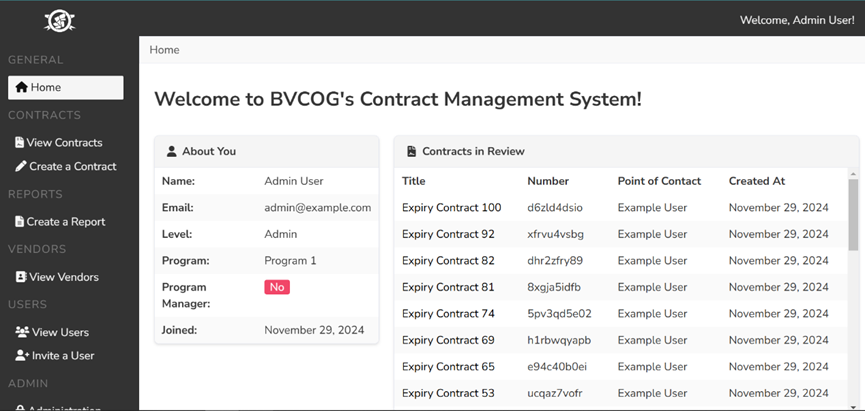 Welcome, Admin User!
GENERAL
Home
CONTRACTS
View Contracts
Create a Contract
REPORTS
Create a Report
VENDORS
View Vendors
USERS
View Users
Invite a User
ADMIN
Administration
Home
Welcome to BVCOG's Contract Management System!
About You
Name: Admin User
Email: admin@example.com
Level: Admin
Program: Program 1
Program
Manager: No
Joined: November 29, 2024
Contracts in Review
Title Number Point of Contact Created At
Expiry Contract 100 d6zld4dsio Example User November 29, 2024
Expiry Contract 92 xfrvu4vsbg Example User November 29, 2024
Expiry Contract 82 dhr2zfry89 Example User November 29, 2024
Expiry Contract 81 8xgja5idfb Example User November 29, 2024
Expiry Contract 74 5pv3qd5e02 Example User November 29, 2024
Expiry Contract 69 h1rbwqyapb Example User November 29, 2024
Expiry Contract 65 e94c40b0ei Example User November 29, 2024
Expiry Contract 53 ucqaz7vofr Example User November 29, 2024